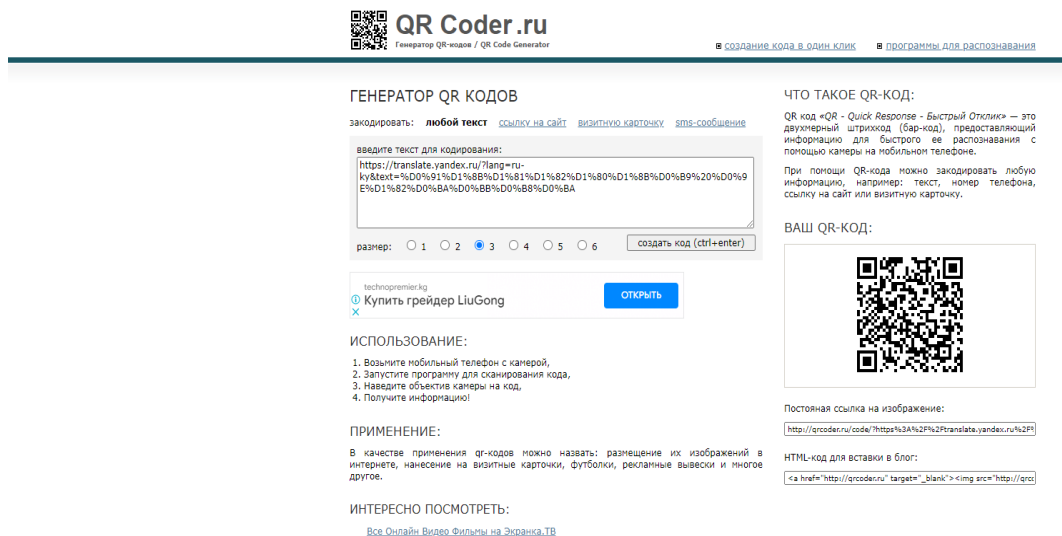 QR Coder.ru
Генератор QR-кодов / QR Code Generator
создание кода в один клик
программы для распознавания
ГЕНЕРАТОР QR КОДОВ
закодировать: любой текст ссылку на сайт визитную карточку sms-сообщение
введите текст для кодирования:
https://translate.yandex.ru/?lang=ru-
ky&text=%D0%91%D1%8B%D1%81%D1%82%D1%80%D1%8B%D0%B9%20%D0%9
E%D1%82%D0%BA%D0%BB%D0%B8%D0%BA
размер: 1 2 3 4 5 6 создать код (ctrl+enter)
technopremier.kg
Купить грейдер LiuGong
ОТКРЫТЬ
ИСПОЛЬЗОВАНИЕ:
1. Возьмите мобильный телефон с камерой,
2. Запустите программу для сканирования кода,
3. Наведите объектив камеры на код,
4. Получите информацию!
ПРИМЕНЕНИЕ:
В качестве применения qr-кодов можно назвать: размещение их изображений в
интернете, нанесение на визитные карточки, футболки, рекламные вывески и многое
другое.
ИНТЕРЕСНО ПОСМОТРЕТЬ:
Все Онлайн Видео Фильмы на Экранка.ТВ
ЧТО ТАКОЕ QR-КОД:
QR код «QR - Quick Response - Быстрый Отклик» — это
двухмерный штрихкод (бар-код), предоставляющий
информацию для быстрого ее распознавания с
помощью камеры на мобильном телефоне.
При помощи QR-кода можно закодировать любую
информацию, например: текст, номер телефона,
ссылку на сайт или визитную карточку.
ВАШ QR-КОД:
Постояная ссылка на изображение:
http://qrcoder.ru/code/?https%3A%2F%2Ftranslate.yandex.ru%2F%
HTML-код для вставки в блог:
<a href="http://qrcoder.ru" target="_blank"><img src="http://qrco